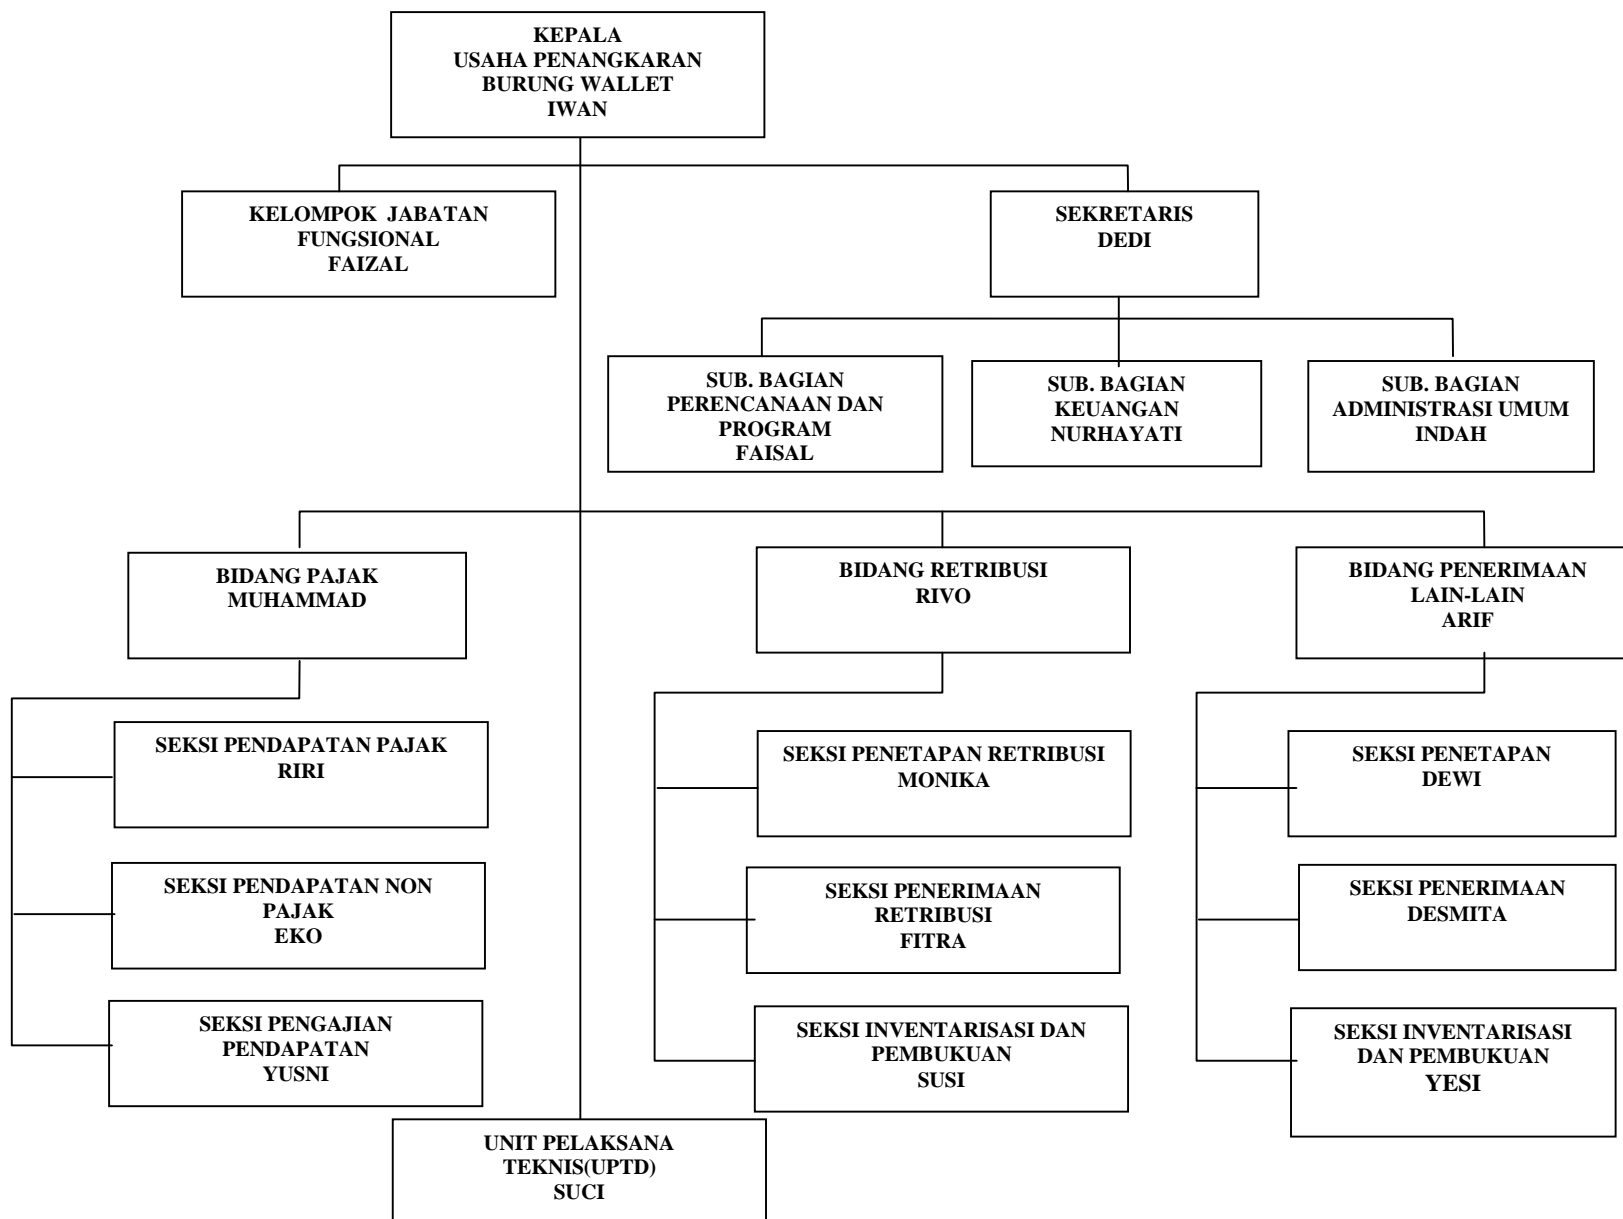 KEPALA
USAHA PENANGKARAN
BURUNG WALLET
IWAN
KELOMPOK JABATAN
FUNGSIONAL
FAIZAL
SEKRETARIS
DEDI
SUB. BAGIAN
PERENCANAAN DAN
PROGRAM
FAISAL
SUB. BAGIAN
KEUANGAN
NURHAYATI
SUB. BAGIAN
ADMINISTRASI UMUM
INDAH
BIDANG PAJAK
MUHAMMAD
BIDANG RETRIBUSI
RIVO
BIDANG PENERIMAAN
LAIN-LAIN
ARIF
SEKSI PENDAPATAN PAJAK
RIRI
SEKSI PENDAPATAN NON
PAJAK
EKO
SEKSI PENGAJIAN
PENDAPATAN
YUSNI
SEKSI PENETAPAN RETRIBUSI
MONIKA
SEKSI PENERIMAAN
RETRIBUSI
FITRA
SEKSI INVENTARISASI DAN
PEMBUKUAN
SUSI
SEKSI PENETAPAN
DEWI
SEKSI PENERIMAAN
DESMITA
SEKSI INVENTARISASI
DAN PEMBUKUAN
YESI
UNIT PELAKSANA
TEKNIS(UPTD)
SUCI